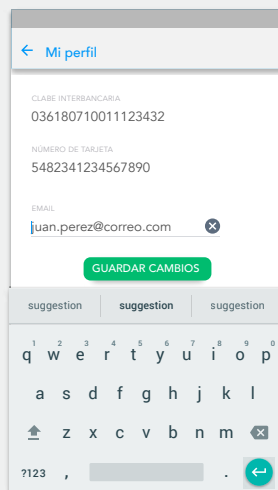 Mi perfil
CLABE INTERBANCARIA
036180710011123432
NÚMERO DE TARJETA
5482341234567890
EMAIL
juan.perez@correo.com
GUARDAR CAMBIOS
suggestion suggestion suggestion
1 2 3 4 5 6 7 8 9 0
q w e r t y u i o p
a s d f g h j k l
z x c v b n m
?123 , .